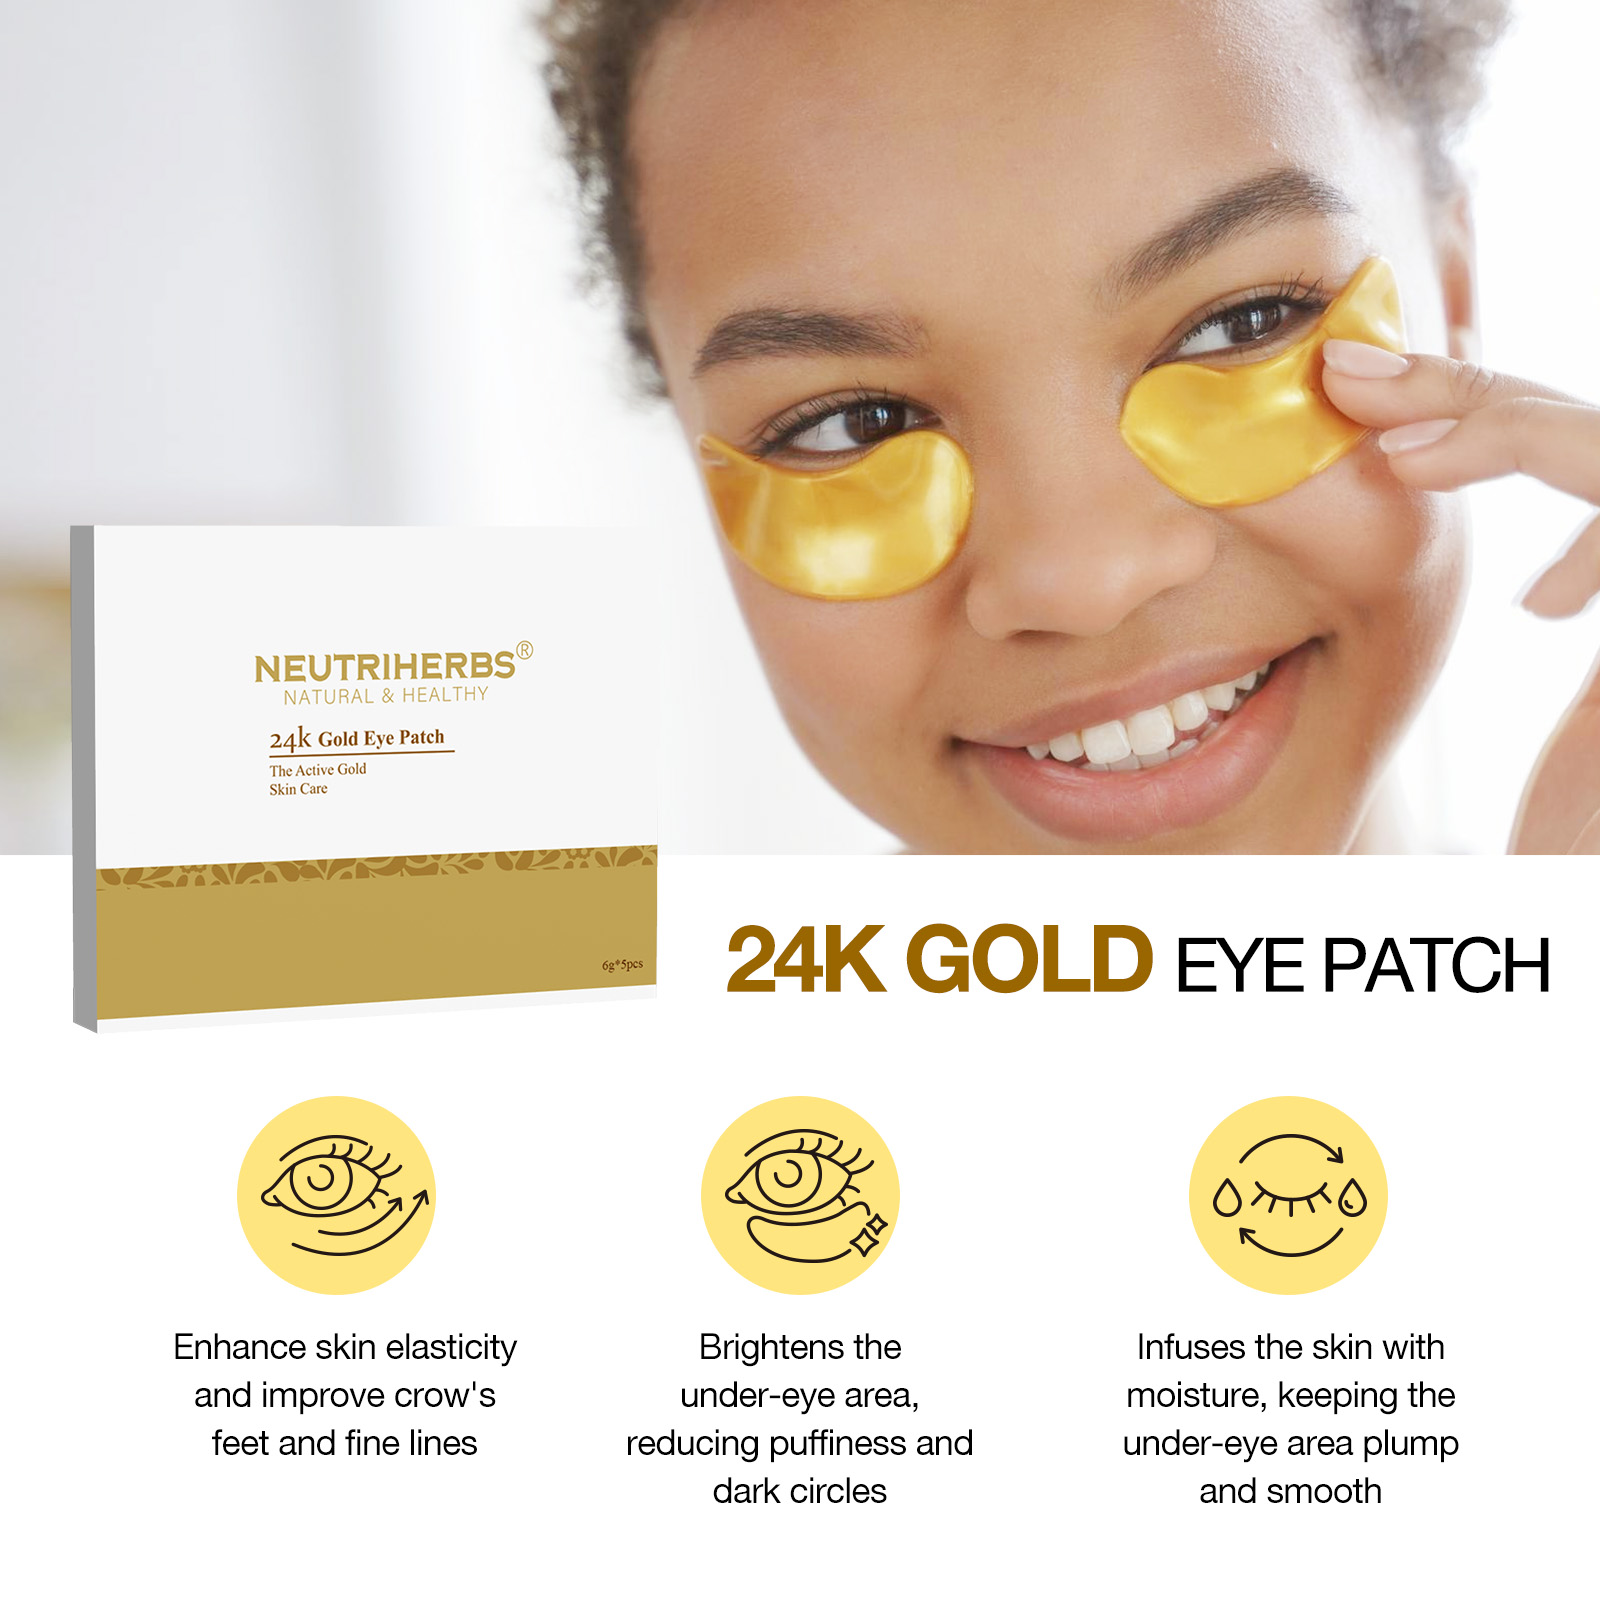 NEUTRIHERBS®
NATURAL & HEALTHY
24k Gold Eye Patch
The Active Gold
Skin Care
6g*5pcs
24K GOLD EYE PATCH
Enhance skin elasticity
and improve crow's
feet and fine lines
Brightens the
under-eye area,
reducing puffiness and
dark circles
Infuses the skin with
moisture, keeping the
under-eye area plump
and smooth